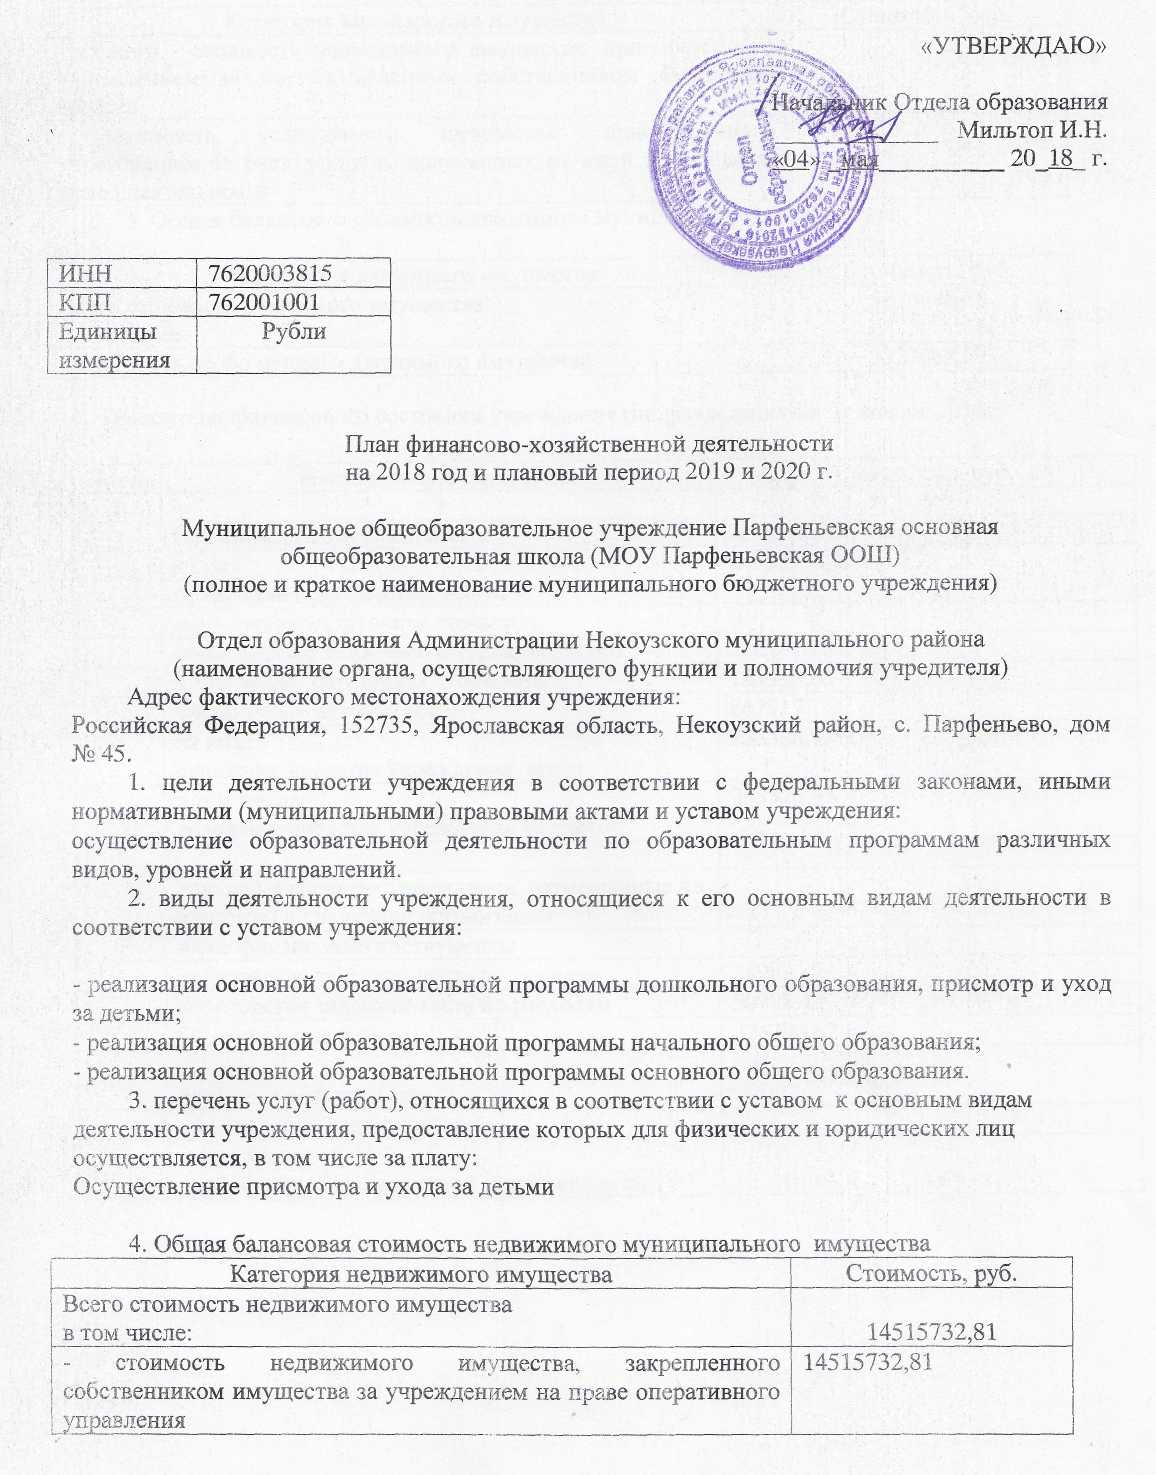 «УТВЕРЖДАЮ»
Начальник Отдела образования
Мильтоп И.Н.
«04» _мая__________ 20_18_ г.
ИНН 7620003815
КПП 762001001
Единицы Рубли
измерения
План финансово-хозяйственной деятельности
на 2018 год и плановый период 2019 и 2020 г.
Муниципальное общеобразовательное учреждение Парфеньевская основная
общеобразовательная школа (МОУ Парфеньевская ООШ)
(полное и краткое наименование муниципального бюджетного учреждения)
Отдел образования Администрации Некоузского муниципального района
(наименование органа, осуществляющего функции и полномочия учредителя)
Адрес фактического местонахождения учреждения:
Российская Федерация, 152735, Ярославская область, Некоузский район, с. Парфеньево, дом
№ 45.
1. цели деятельности учреждения в соответствии с федеральными законами, иными
нормативными (муниципальными) правовыми актами и уставом учреждения:
осуществление образовательной деятельности по образовательным программам различных
видов, уровней и направлений.
2. виды деятельности учреждения, относящиеся к его основным видам деятельности в
соответствии с уставом учреждения:
- реализация основной образовательной программы дошкольного образования, присмотр и уход
за детьми;
- реализация основной образовательной программы начального общего образования;
- реализация основной образовательной программы основного общего образования.
3. перечень услуг (работ), относящихся в соответствии с уставом к основным видам
деятельности учреждения, предоставление которых для физических и юридических лиц
осуществляется, в том числе за плату:
Осуществление присмотра и ухода за детьми
4. Общая балансовая стоимость недвижимого муниципального имущества
Категория недвижимого имущества Стоимость, руб.
Всего стоимость недвижимого имущества
в том числе: 14515732,81
- стоимость недвижимого имущества, закрепленного 14515732,81
собственником имущества за учреждением на праве оперативного
управления
Отдел
образования